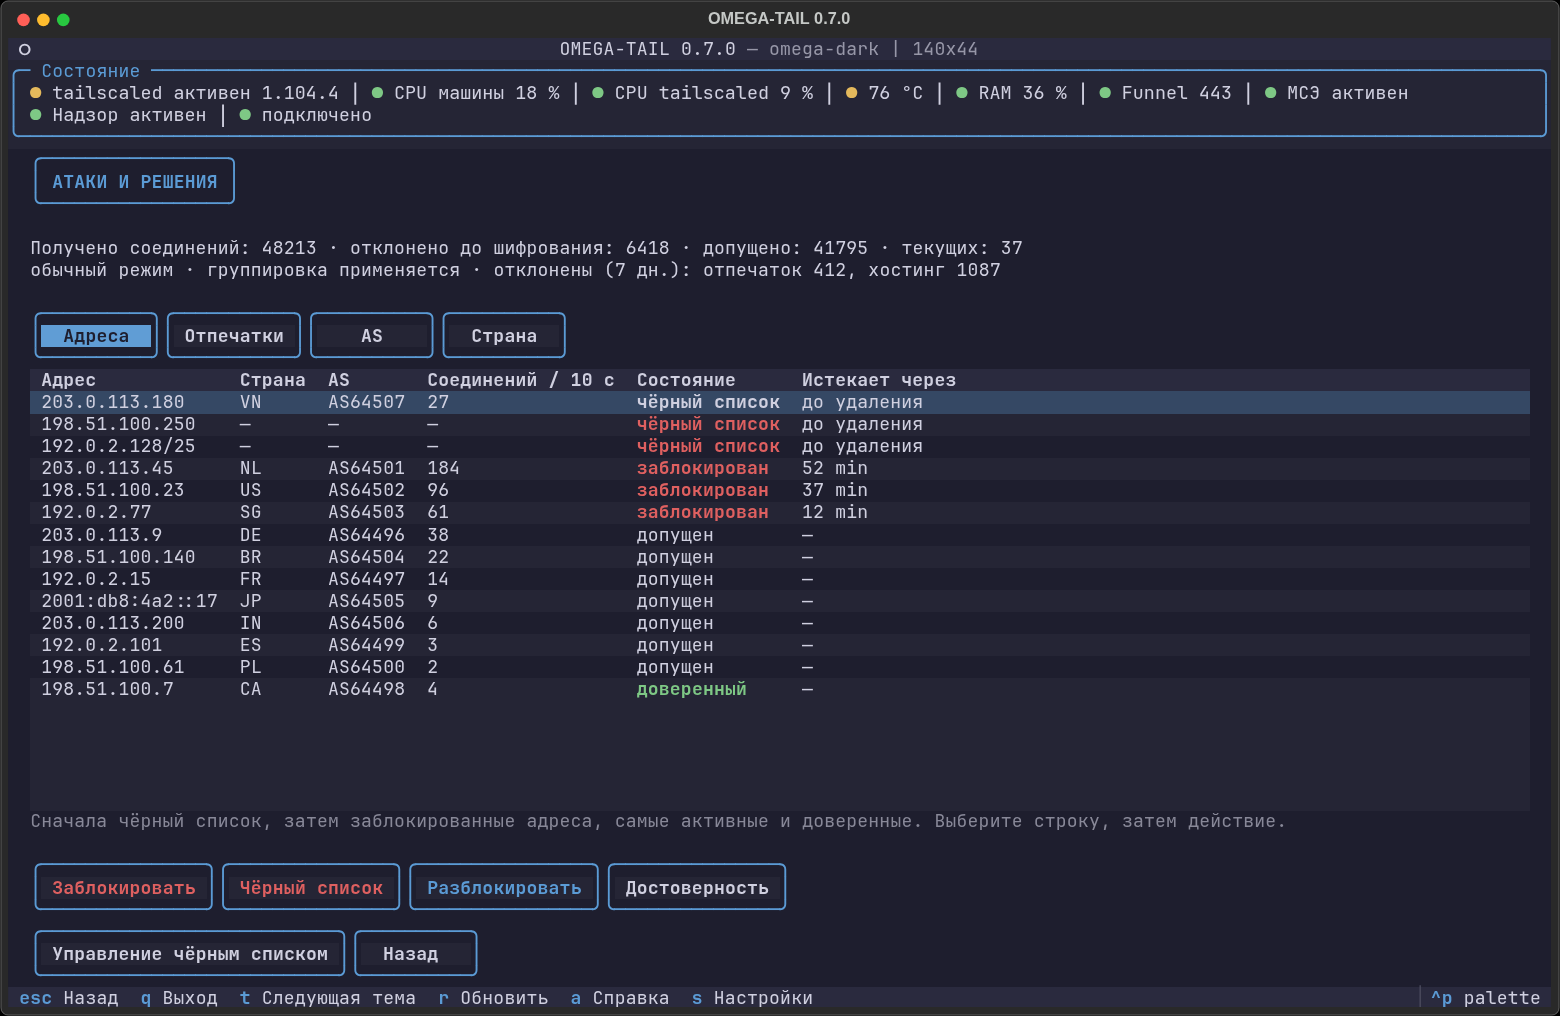 OMEGA-TAIL 0.7.0
OMEGA-TAIL 0.7.0 — omega-dark | 140x44
Состояние
tailscaled активен 1.104.4 │ CPU машины 18 % │ CPU tailscaled 9 % │ 76 °C │ RAM 36 % │ Funnel 443 │ МСЭ активен
Надзор активен │ подключено
АТАКИ И РЕШЕНИЯ
Получено соединений: 48213 · отклонено до шифрования: 6418 · допущено: 41795 · текущих: 37
обычный режим · группировка применяется · отклонены (7 дн.): отпечаток 412, хостинг 1087
Адреса Отпечатки AS Страна
Адрес Страна AS Соединений / 10 с Состояние Истекает через
203.0.113.180 VN AS64507 27 чёрный список до удаления
198.51.100.250 — — — чёрный список до удаления
192.0.2.128/25 — — — чёрный список до удаления
203.0.113.45 NL AS64501 184 заблокирован 52 min
198.51.100.23 US AS64502 96 заблокирован 37 min
192.0.2.77 SG AS64503 61 заблокирован 12 min
203.0.113.9 DE AS64496 38 допущен —
198.51.100.140 BR AS64504 22 допущен —
192.0.2.15 FR AS64497 14 допущен —
2001:db8:4a2::17 JP AS64505 9 допущен —
203.0.113.200 IN AS64506 6 допущен —
192.0.2.101 ES AS64499 3 допущен —
198.51.100.61 PL AS64500 2 допущен —
198.51.100.7 CA AS64498 4 доверенный —
Сначала чёрный список, затем заблокированные адреса, самые активные и доверенные. Выберите строку, затем действие.
Заблокировать Чёрный список Разблокировать Достоверность
Управление чёрным списком Назад
esc Назад q Выход t Следующая тема r Обновить a Справка s Настройки ^p palette